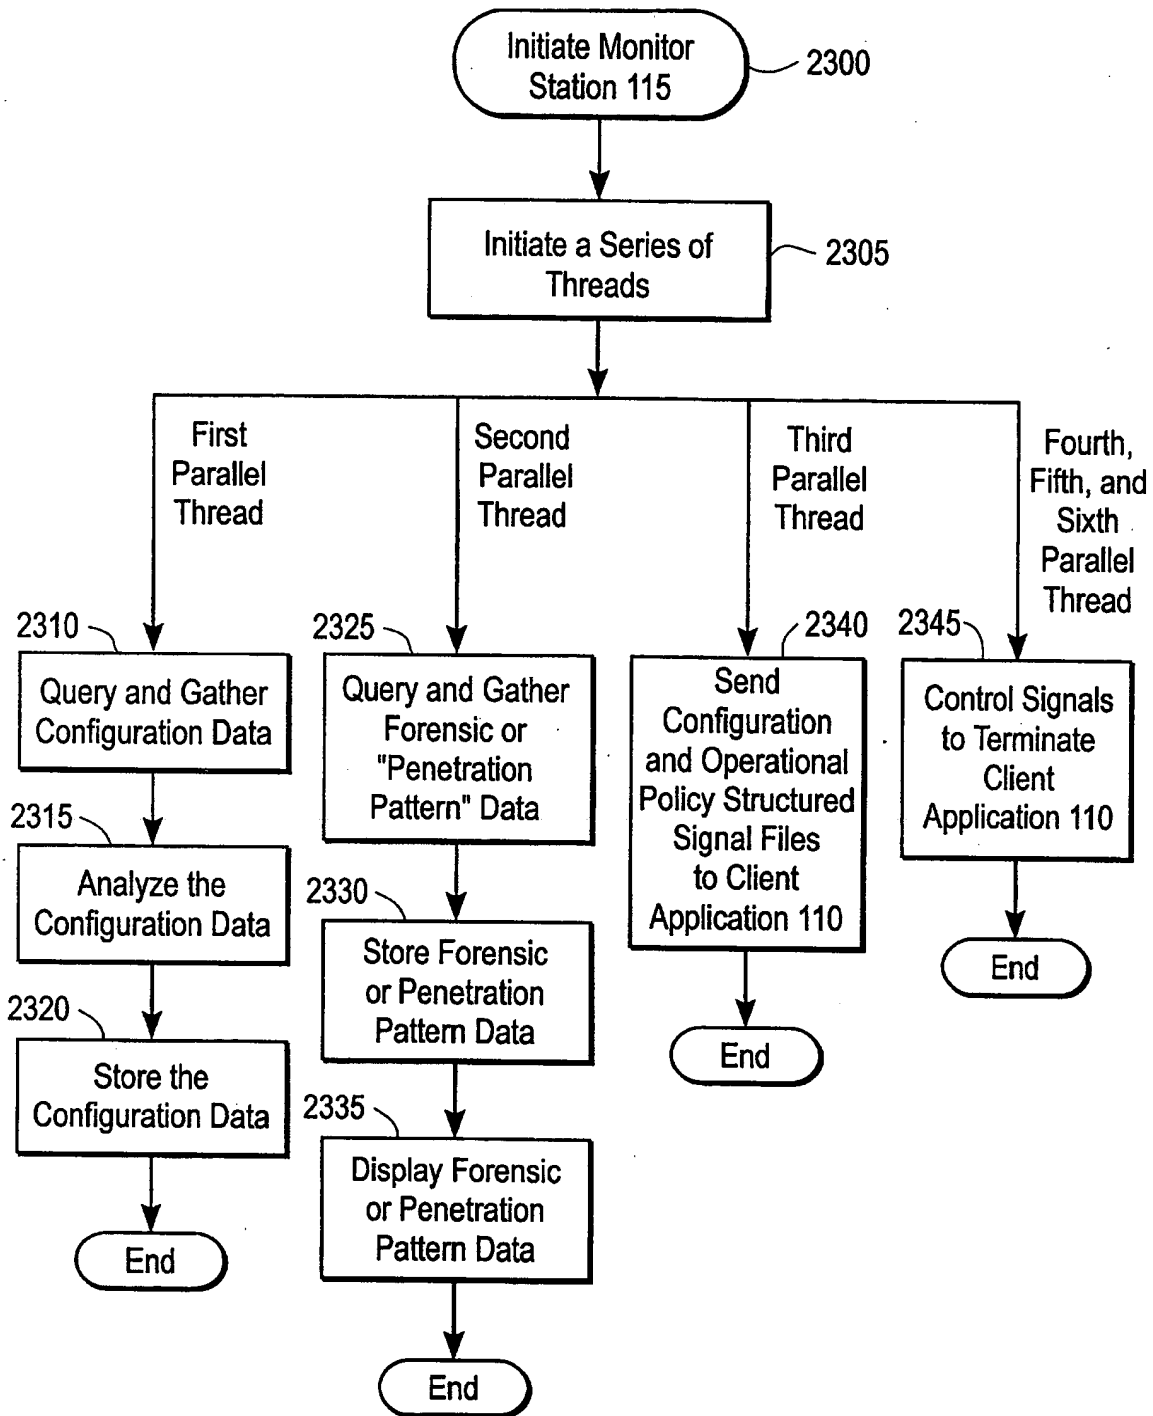 Initiate Monitor
Station 115
2300
Initiate a Series of
Threads
2305
First
Parallel
Thread
Second
Parallel
Thread
Third
Parallel
Thread
Fourth,
Fifth, and
Sixth
Parallel
Thread
2310
Query and Gather
Configuration Data
2315
Analyze the
Configuration Data
2320
Store the
Configuration Data
End
2325
Query and Gather
Forensic or
"Penetration
Pattern" Data
2330
Store Forensic
or Penetration
Pattern Data
2335
Display Forensic
or Penetration
Pattern Data
End
2340
Send
Configuration
and Operational
Policy Structured
Signal Files
to Client
Application 110
End
2345
Control Signals
to Terminate
Client
Application 110
End